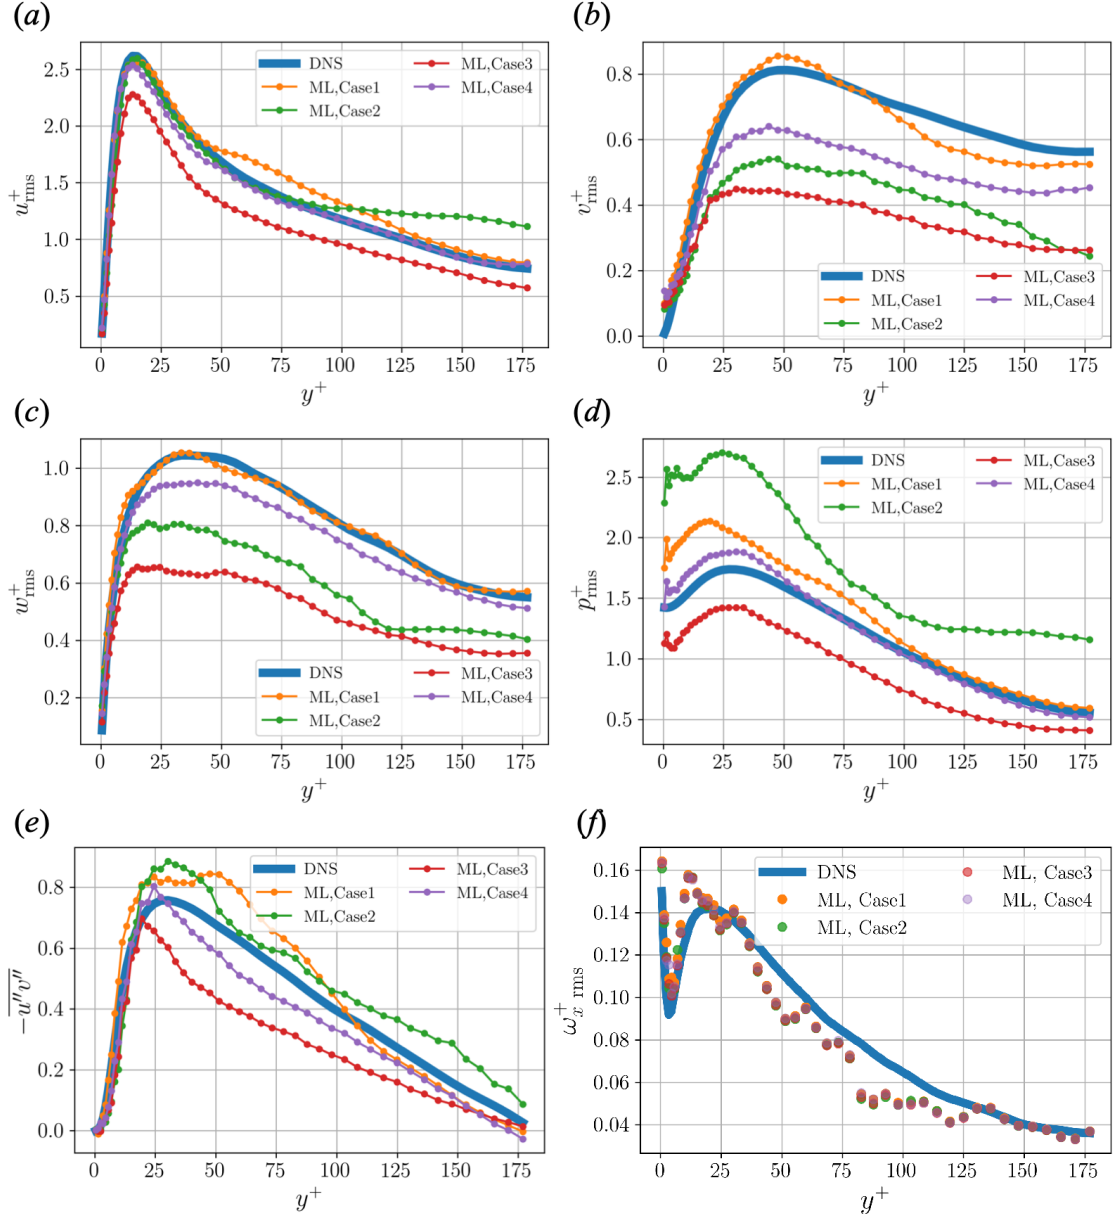 (a)
2.5
2.0
1.5
1.0
0.5
u⁺rms
0 25 50 75 100 125 150 175
y⁺
DNS
ML,Case1
ML,Case2
ML,Case3
ML,Case4
(b)
0.8
0.6
0.4
0.2
0.0
v⁺rms
0 25 50 75 100 125 150 175
y⁺
DNS
ML,Case1
ML,Case2
ML,Case3
ML,Case4
(c)
1.0
0.8
0.6
0.4
0.2
w⁺rms
0 25 50 75 100 125 150 175
y⁺
DNS
ML,Case1
ML,Case2
ML,Case3
ML,Case4
(d)
2.5
2.0
1.5
1.0
0.5
p⁺rms
0 25 50 75 100 125 150 175
y⁺
DNS
ML,Case1
ML,Case2
ML,Case3
ML,Case4
(e)
0.8
0.6
0.4
0.2
0.0
−u″v″
0 25 50 75 100 125 150 175
y⁺
DNS
ML,Case1
ML,Case2
ML,Case3
ML,Case4
(f)
0.16
0.14
0.12
0.10
0.08
0.06
0.04
ωₓ⁺ rms
0 25 50 75 100 125 150 175
y⁺
DNS
ML, Case1
ML, Case2
ML, Case3
ML, Case4